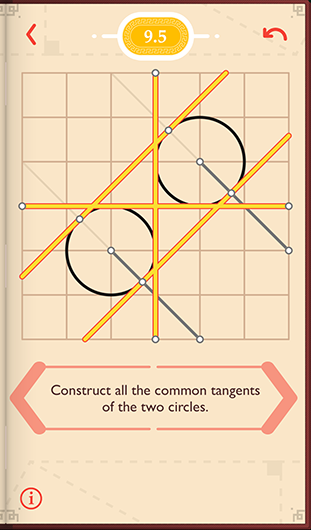 9.5
Construct all the common tangents
of the two circles.
i